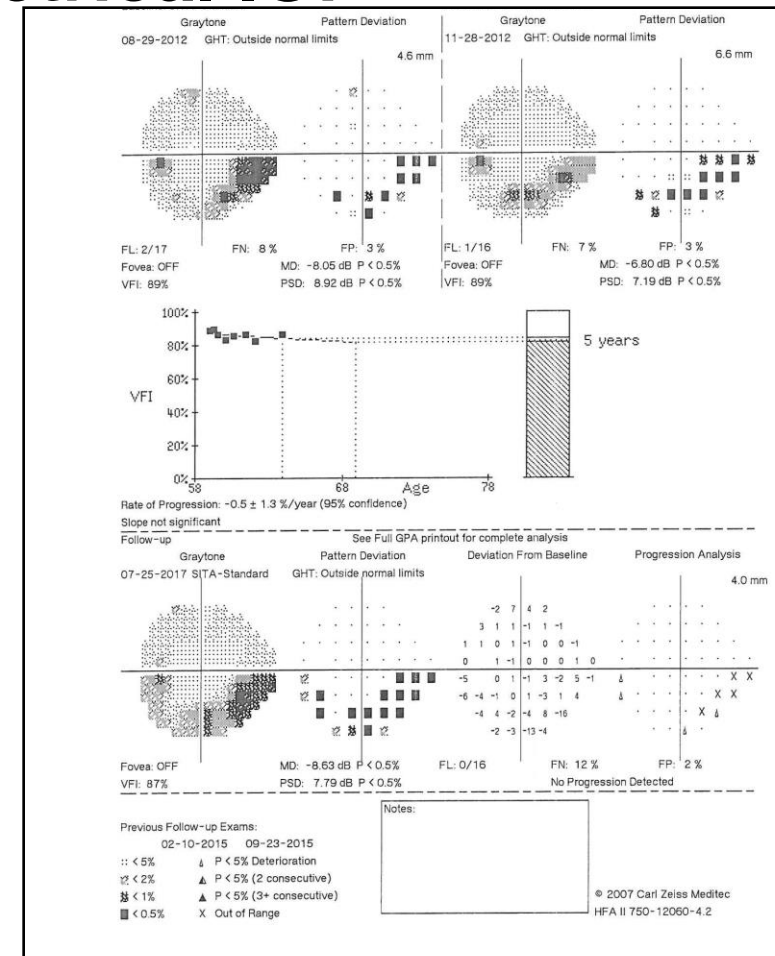 Graytone Pattern Deviation Graytone Pattern Deviation
08-29-2012 GHT: Outside normal limits 11-28-2012 GHT: Outside normal limits
4.6 mm 6.6 mm
FL: 2/17 FN: 8 % FP: 3 % FL: 1/16 FN: 7 % FP: 3 %
Fovea: OFF MD: -8.05 dB P < 0.5% Fovea: OFF MD: -6.80 dB P < 0.5%
VFI: 89% PSD: 8.92 dB P < 0.5% VFI: 89% PSD: 7.19 dB P < 0.5%
100%
80% 5 years
60%
VFI
40%
20%
0%
58 68 Age 78
Rate of Progression: -0.5 ± 1.3 %/year (95% confidence)
Slope not significant
Follow-up See Full GPA printout for complete analysis
Graytone Pattern Deviation Deviation From Baseline Progression Analysis
07-25-2017 SITA-Standard GHT: Outside normal limits
4.0 mm
-2 7 4 2
3 1 1 -1 1 -1
1 1 0 1 -1 0 0 -1
0 1 -1 0 0 0 1 0
-5 0 1 -1 3 -2 5 -1 X X
-6 -4 -1 0 1 -3 1 4 X X
-4 4 -2 -4 8 -16 X
-2 -3 -13 -4
Fovea: OFF MD: -8.63 dB P < 0.5% FL: 0/16 FN: 12 % FP: 2 %
VFI: 87% PSD: 7.79 dB P < 0.5% No Progression Detected
Previous Follow-up Exams:
02-10-2015 09-23-2015
< 5% P < 5% Deterioration
< 2% P < 5% (2 consecutive)
< 1% P < 5% (3+ consecutive)
< 0.5% X Out of Range
Notes:
© 2007 Carl Zeiss Meditec
HFA II 750-12060-4.2